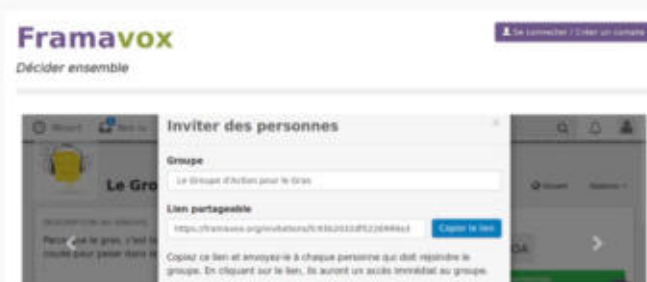 Framavox
Se connecter / Créer un compte
Décider ensemble
Inviter des personnes
Groupe
Le Groupe d'Action pour le Gras
Le Gro
Lien partageable
Copier le lien
Copiez ce lien et envoyez-le à chaque personne qui doit rejoindre le
groupe. En cliquant sur le lien, ils auront un accès immédiat au groupe.